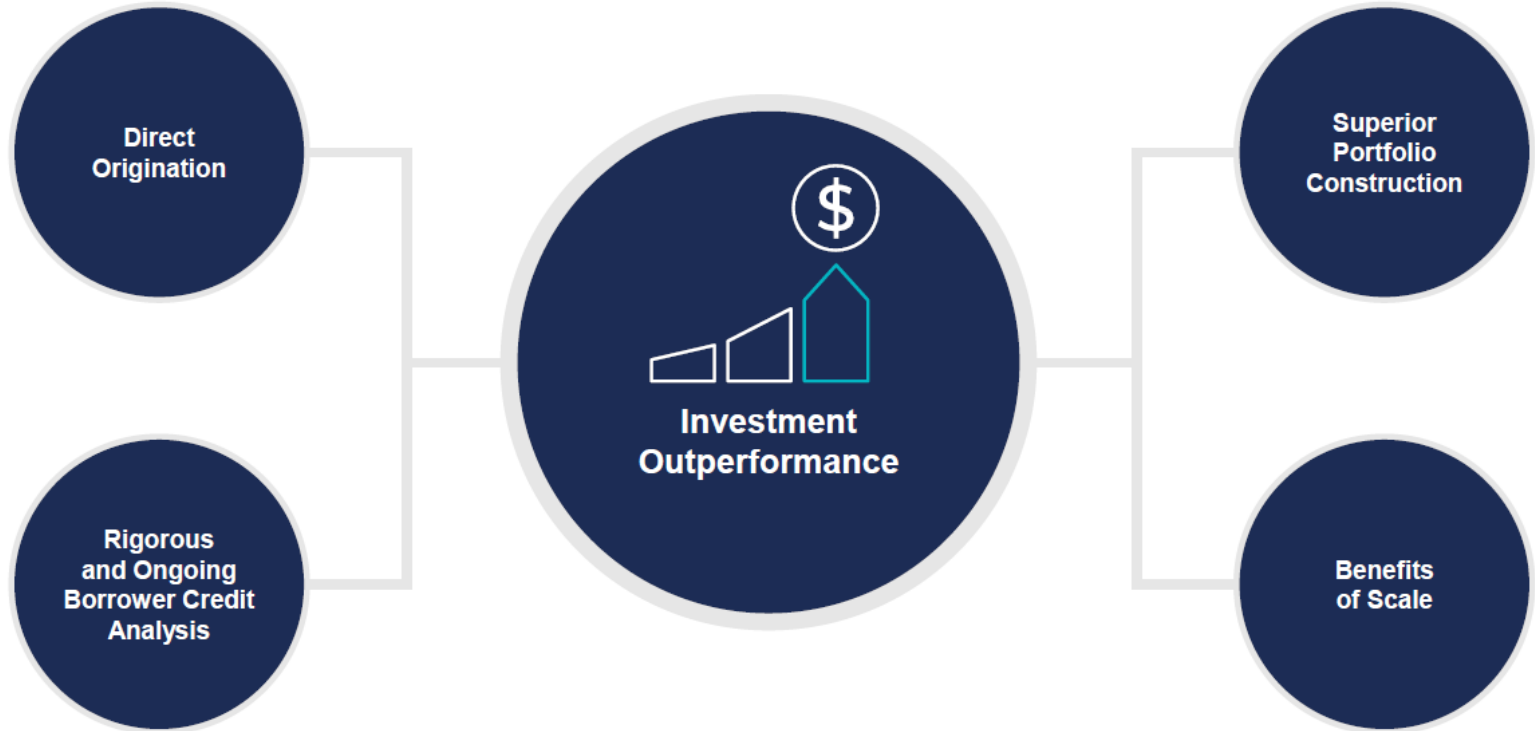 Direct
Origination
Rigorous
and Ongoing
Borrower Credit
Analysis
$
Investment
Outperformance
Superior
Portfolio
Construction
Benefits
of Scale